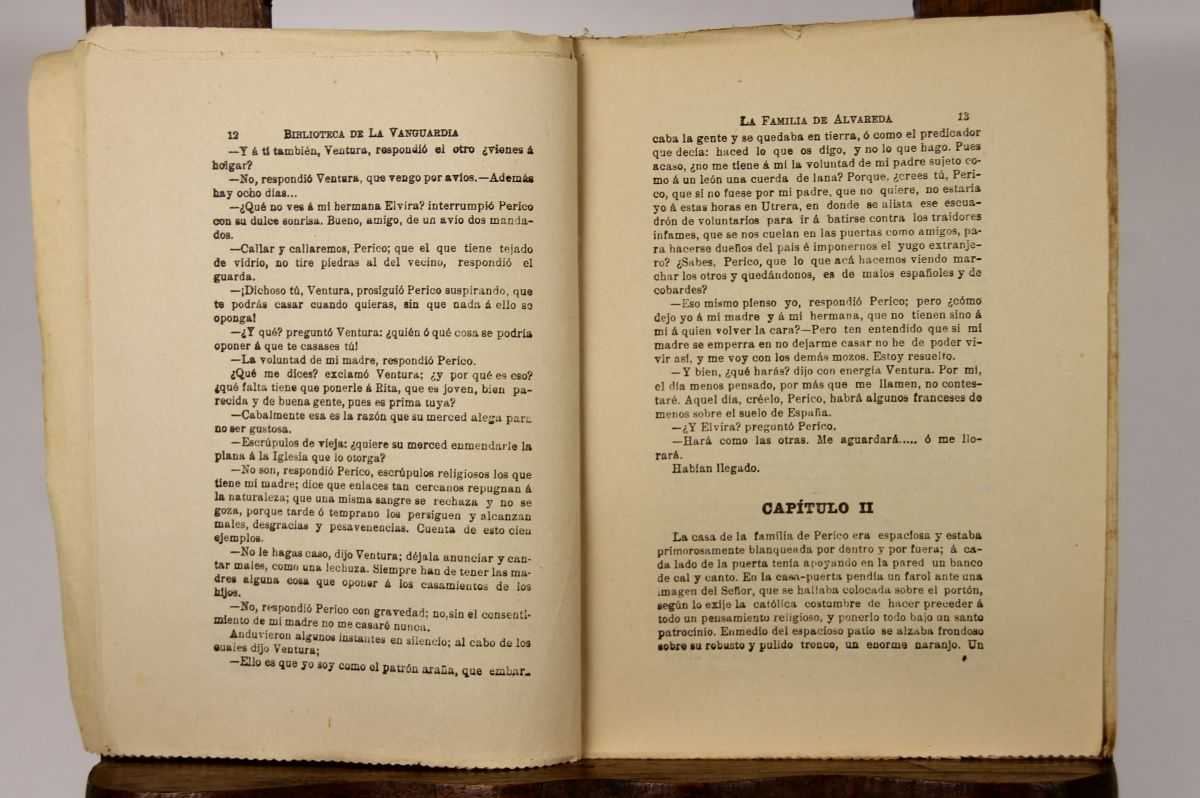 12 BIBLIOTECA DE LA VANGUARDIA
—Y á ti también, Ventura, respondió el otro ¿vienes á
holgar?
—No, respondió Ventura, que vengo por avíos.—Además
hay ocho días...
—¿Qué no ves á mi hermana Elvira? interrumpió Perico
con su dulce sonrisa. Bueno, amigo, de un avío dos manda-
dos.
—Callar y callaremos, Perico; que el que tiene tejado
de vidrio, no tire piedras al del vecino, respondió el
guarda.
—¡Dichoso tú, Ventura, prosiguió Perico suspirando, que
te podrás casar cuando quieras, sin que nada á ello se
oponga!
—¿Y qué? preguntó Ventura: ¿quién ó qué cosa se podría
oponer á que te casases tú!
—La voluntad de mi madre, respondió Perico.
¿Qué me dices? exclamó Ventura; ¿y por qué es eso?
¿qué falta tiene que ponerle á Rita, que es joven, bien pa-
recida y de buena gente, pues es prima tuya?
—Cabalmente esa es la razón que su merced alega para
no ser gustosa.
—Escrúpulos de vieja: ¿quiere su merced enmendarle la
plana á la Iglesia que lo otorga?
—No son, respondió Perico, escrúpulos religiosos los que
tiene mi madre; dice que enlaces tan cercanos repugnan á
la naturaleza; que una misma sangre se rechaza y no se
goza, porque tarde ó temprano los persiguen y alcanzan
males, desgracias y pesavenencias. Cuenta de esto cien
ejemplos.
—No le hagas caso, dijo Ventura; déjala anunciar y can-
tar males, como una lechuza. Siempre han de tener las ma-
dres alguna cosa que oponer á los casamientos de los
hijos.
—No, respondió Perico con gravedad; no, sin el consenti-
miento de mi madre no me casaré nunca.
Anduvieron algunos instantes en silencio; al cabo de los
cuales dijo Ventura;
—Ello es que yo soy como el patrón araña, que embar-
LA FAMILIA DE ALVAREDA 13
caba la gente y se quedaba en tierra, ó como el predicador
que decía: haced lo que os digo, y no lo que hago. Pues
acaso, ¿no me tiene á mí la voluntad de mi padre sujeto co-
mo á un león una cuerda de lana? Porque, ¿crees tú, Peri-
co, que si no fuese por mi padre, que no quiere, no estaría
yo á estas horas en Utrera, en donde se alista ese escua-
drón de voluntarios para ir á batirse contra los traidores
infames, que se nos cuelan en las puertas como amigos, pa-
ra hacerse dueños del país é imponernos el yugo extranje-
ro? ¿Sabes, Perico, que lo que acá hacemos viendo mar-
char los otros y quedándonos, es de malos españoles y de
cobardes?
—Eso mismo pienso yo, respondió Perico; pero ¿cómo
dejo yo á mi madre y á mi hermana, que no tienen sino á
mí á quien volver la cara?—Pero ten entendido que si mi
madre se emperra en no dejarme casar no he de poder vi-
vir así, y me voy con los demás mozos. Estoy resuelto.
—Y bien, ¿qué harás? dijo con energía Ventura. Por mí,
el día menos pensado, por más que me llamen, no contes-
taré. Aquel día, créelo, Perico, habrá algunos franceses de
menos sobre el suelo de España.
—¿Y Elvira? preguntó Perico.
—Hará como las otras. Me aguardará..... ó me llo-
rará.
Habían llegado.
CAPÍTULO II
La casa de la familia de Perico era espaciosa y estaba
primorosamente blanqueada por dentro y por fuera; á ca-
da lado de la puerta tenía apoyando en la pared un banco
de cal y canto. En la casa-puerta pendía un farol ante una
imagen del Señor, que se hallaba colocada sobre el portón,
según lo exije la católica costumbre de hacer preceder á
todo un pensamiento religioso, y ponerlo todo bajo un santo
patrocinio. Enmedio del espacioso patio se alzaba frondoso
sobre su robusto y pulido tronco, un enorme naranjo. Un